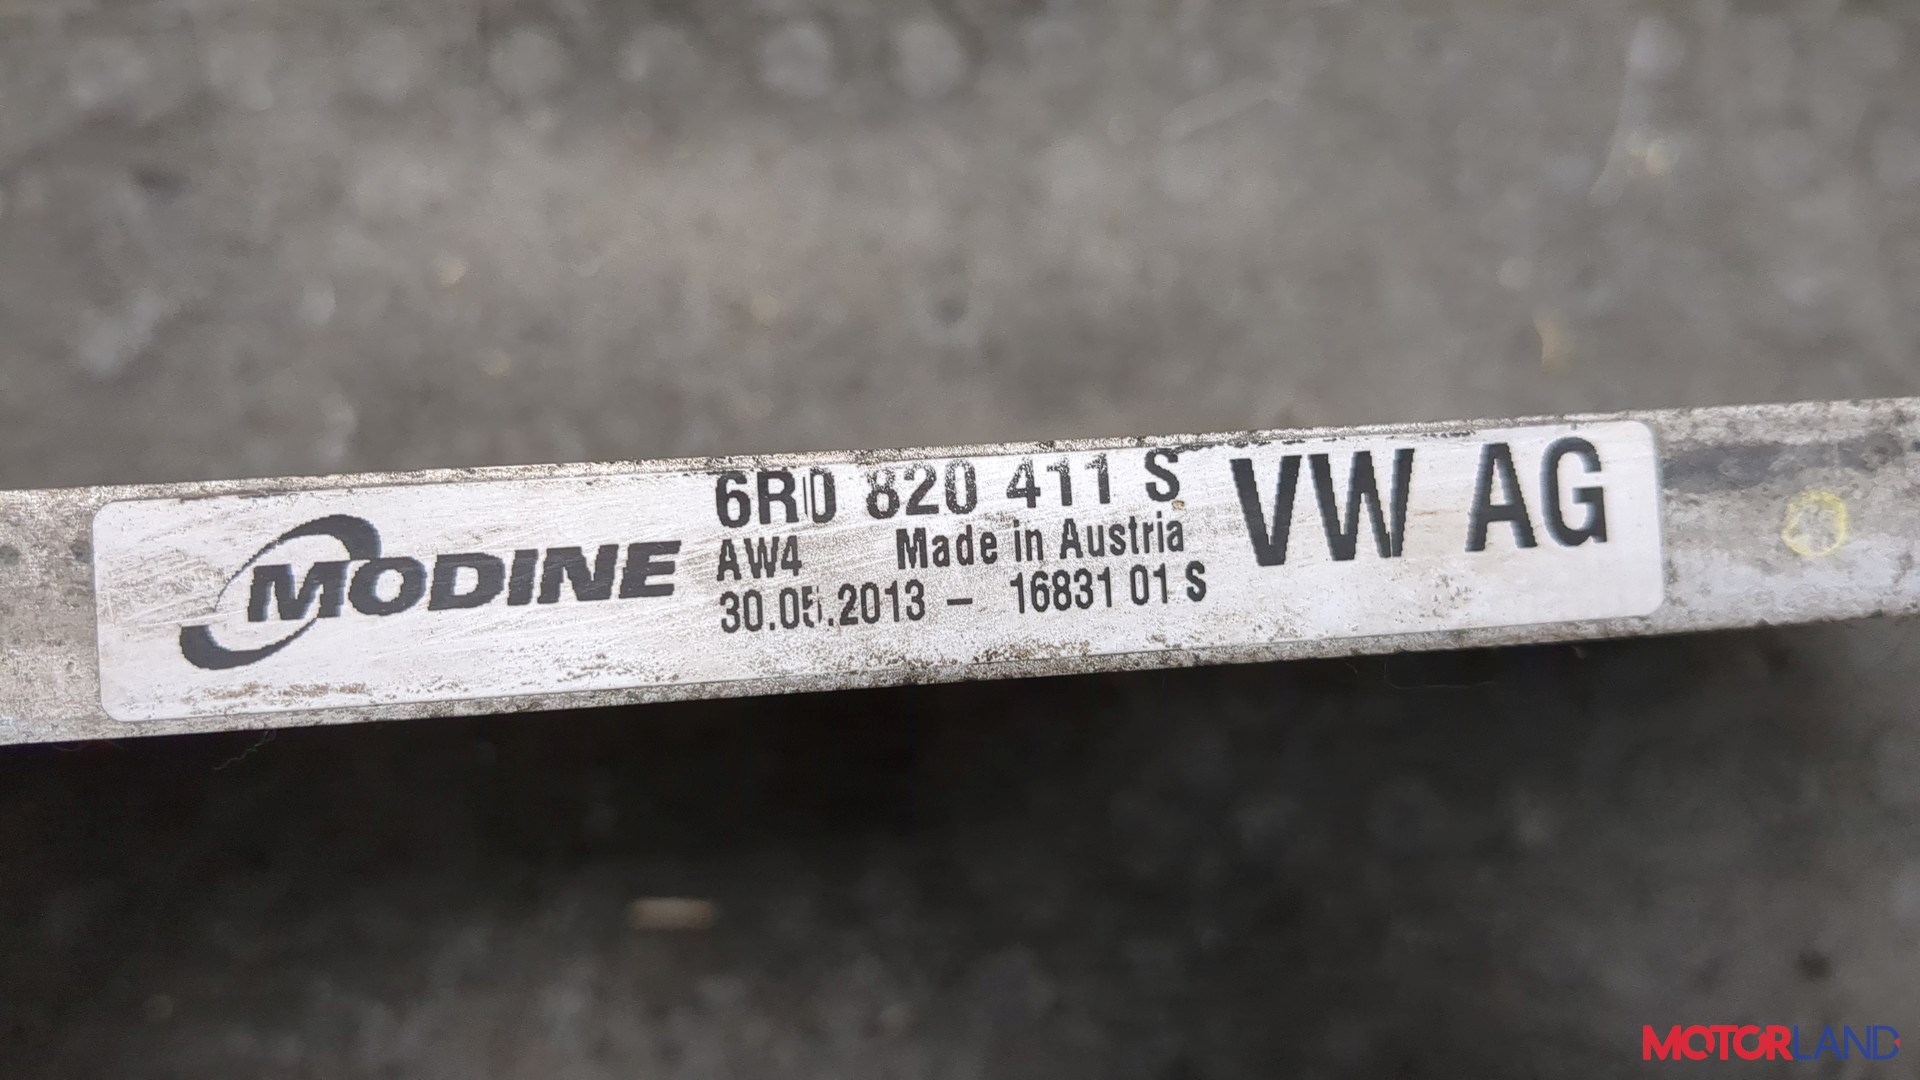 MODINE
6R0 820 411 S
AW4 Made in Austria
30.05.2013 – 16831 01 S
VW AG
MOTORLAND